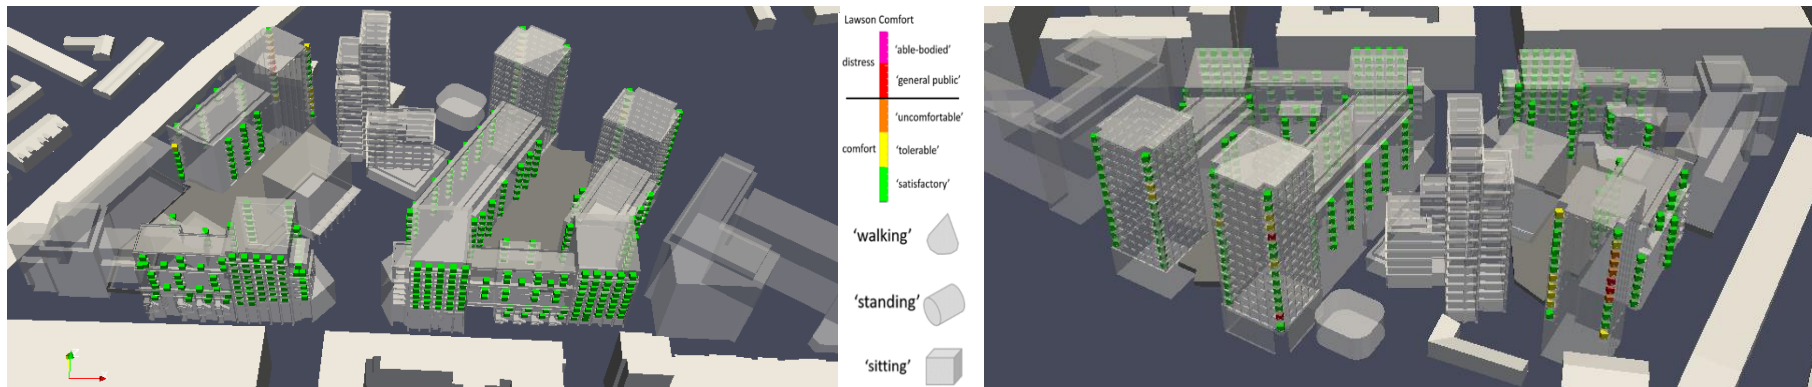 Lawson Comfort
'able-bodied'
distress
'general public'
'uncomfortable'
comfort
'tolerable'
'satisfactory'
'walking'
'standing'
'sitting'